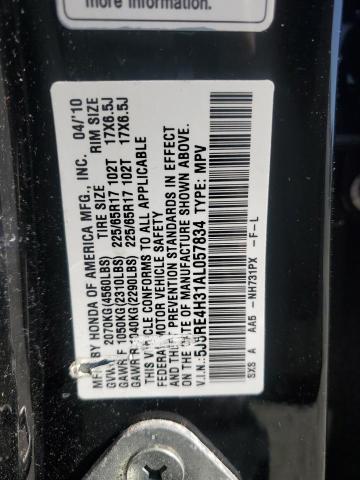 more information.
MFD. BY HONDA OF AMERICA MFG., INC. 04/'10
TIRE SIZE RIM SIZE
GVWR 2070KG(4560LBS)
GAWR F 1050KG(2310LBS) 225/65R17 102T 17X6.5J
GAWR R 1040KG(2290LBS) 225/65R17 102T 17X6.5J
THIS VEHICLE CONFORMS TO ALL APPLICABLE
FEDERAL MOTOR VEHICLE SAFETY
AND THEFT PREVENTION STANDARDS IN EFFECT
ON THE DATE OF MANUFACTURE SHOWN ABOVE.
V.I.N.: 5J5RE4H31AL057834 TYPE: MPV
SXS A AA5 -NH731PX -F-L